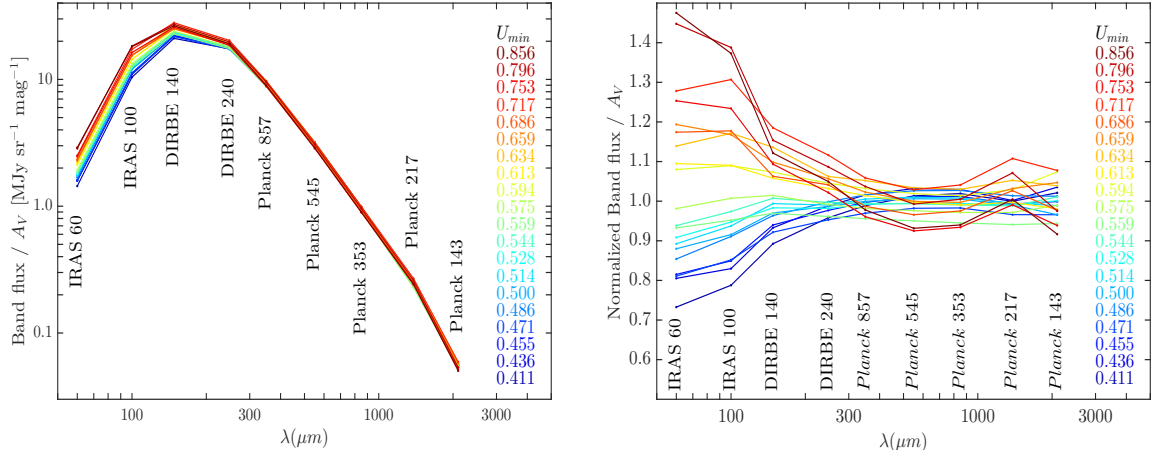 Band flux / A_V [MJy sr⁻¹ mag⁻¹]
10
1.0
0.1
100
300
1000
3000
λ(μm)
IRAS 60
IRAS 100
DIRBE 140
DIRBE 240
Planck 857
Planck 545
Planck 353
Planck 217
Planck 143
U_min
0.856
0.796
0.753
0.717
0.686
0.659
0.634
0.613
0.594
0.575
0.559
0.544
0.528
0.514
0.500
0.486
0.471
0.455
0.436
0.411
Normalized Band flux / A_V
1.4
1.3
1.2
1.1
1.0
0.9
0.8
0.7
0.6
100
300
1000
3000
λ(μm)
IRAS 60
IRAS 100
DIRBE 140
DIRBE 240
Planck 857
Planck 545
Planck 353
Planck 217
Planck 143
U_min
0.856
0.796
0.753
0.717
0.686
0.659
0.634
0.613
0.594
0.575
0.559
0.544
0.528
0.514
0.500
0.486
0.471
0.455
0.436
0.411